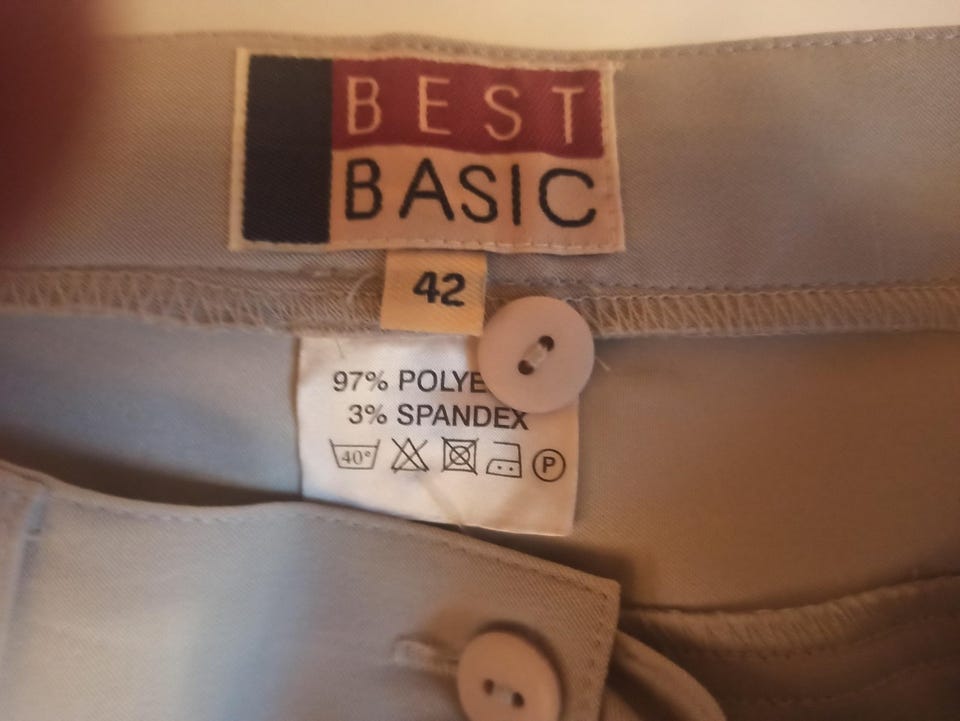 BEST
BASIC
42
97% POLYE
3% SPANDEX
40°
P